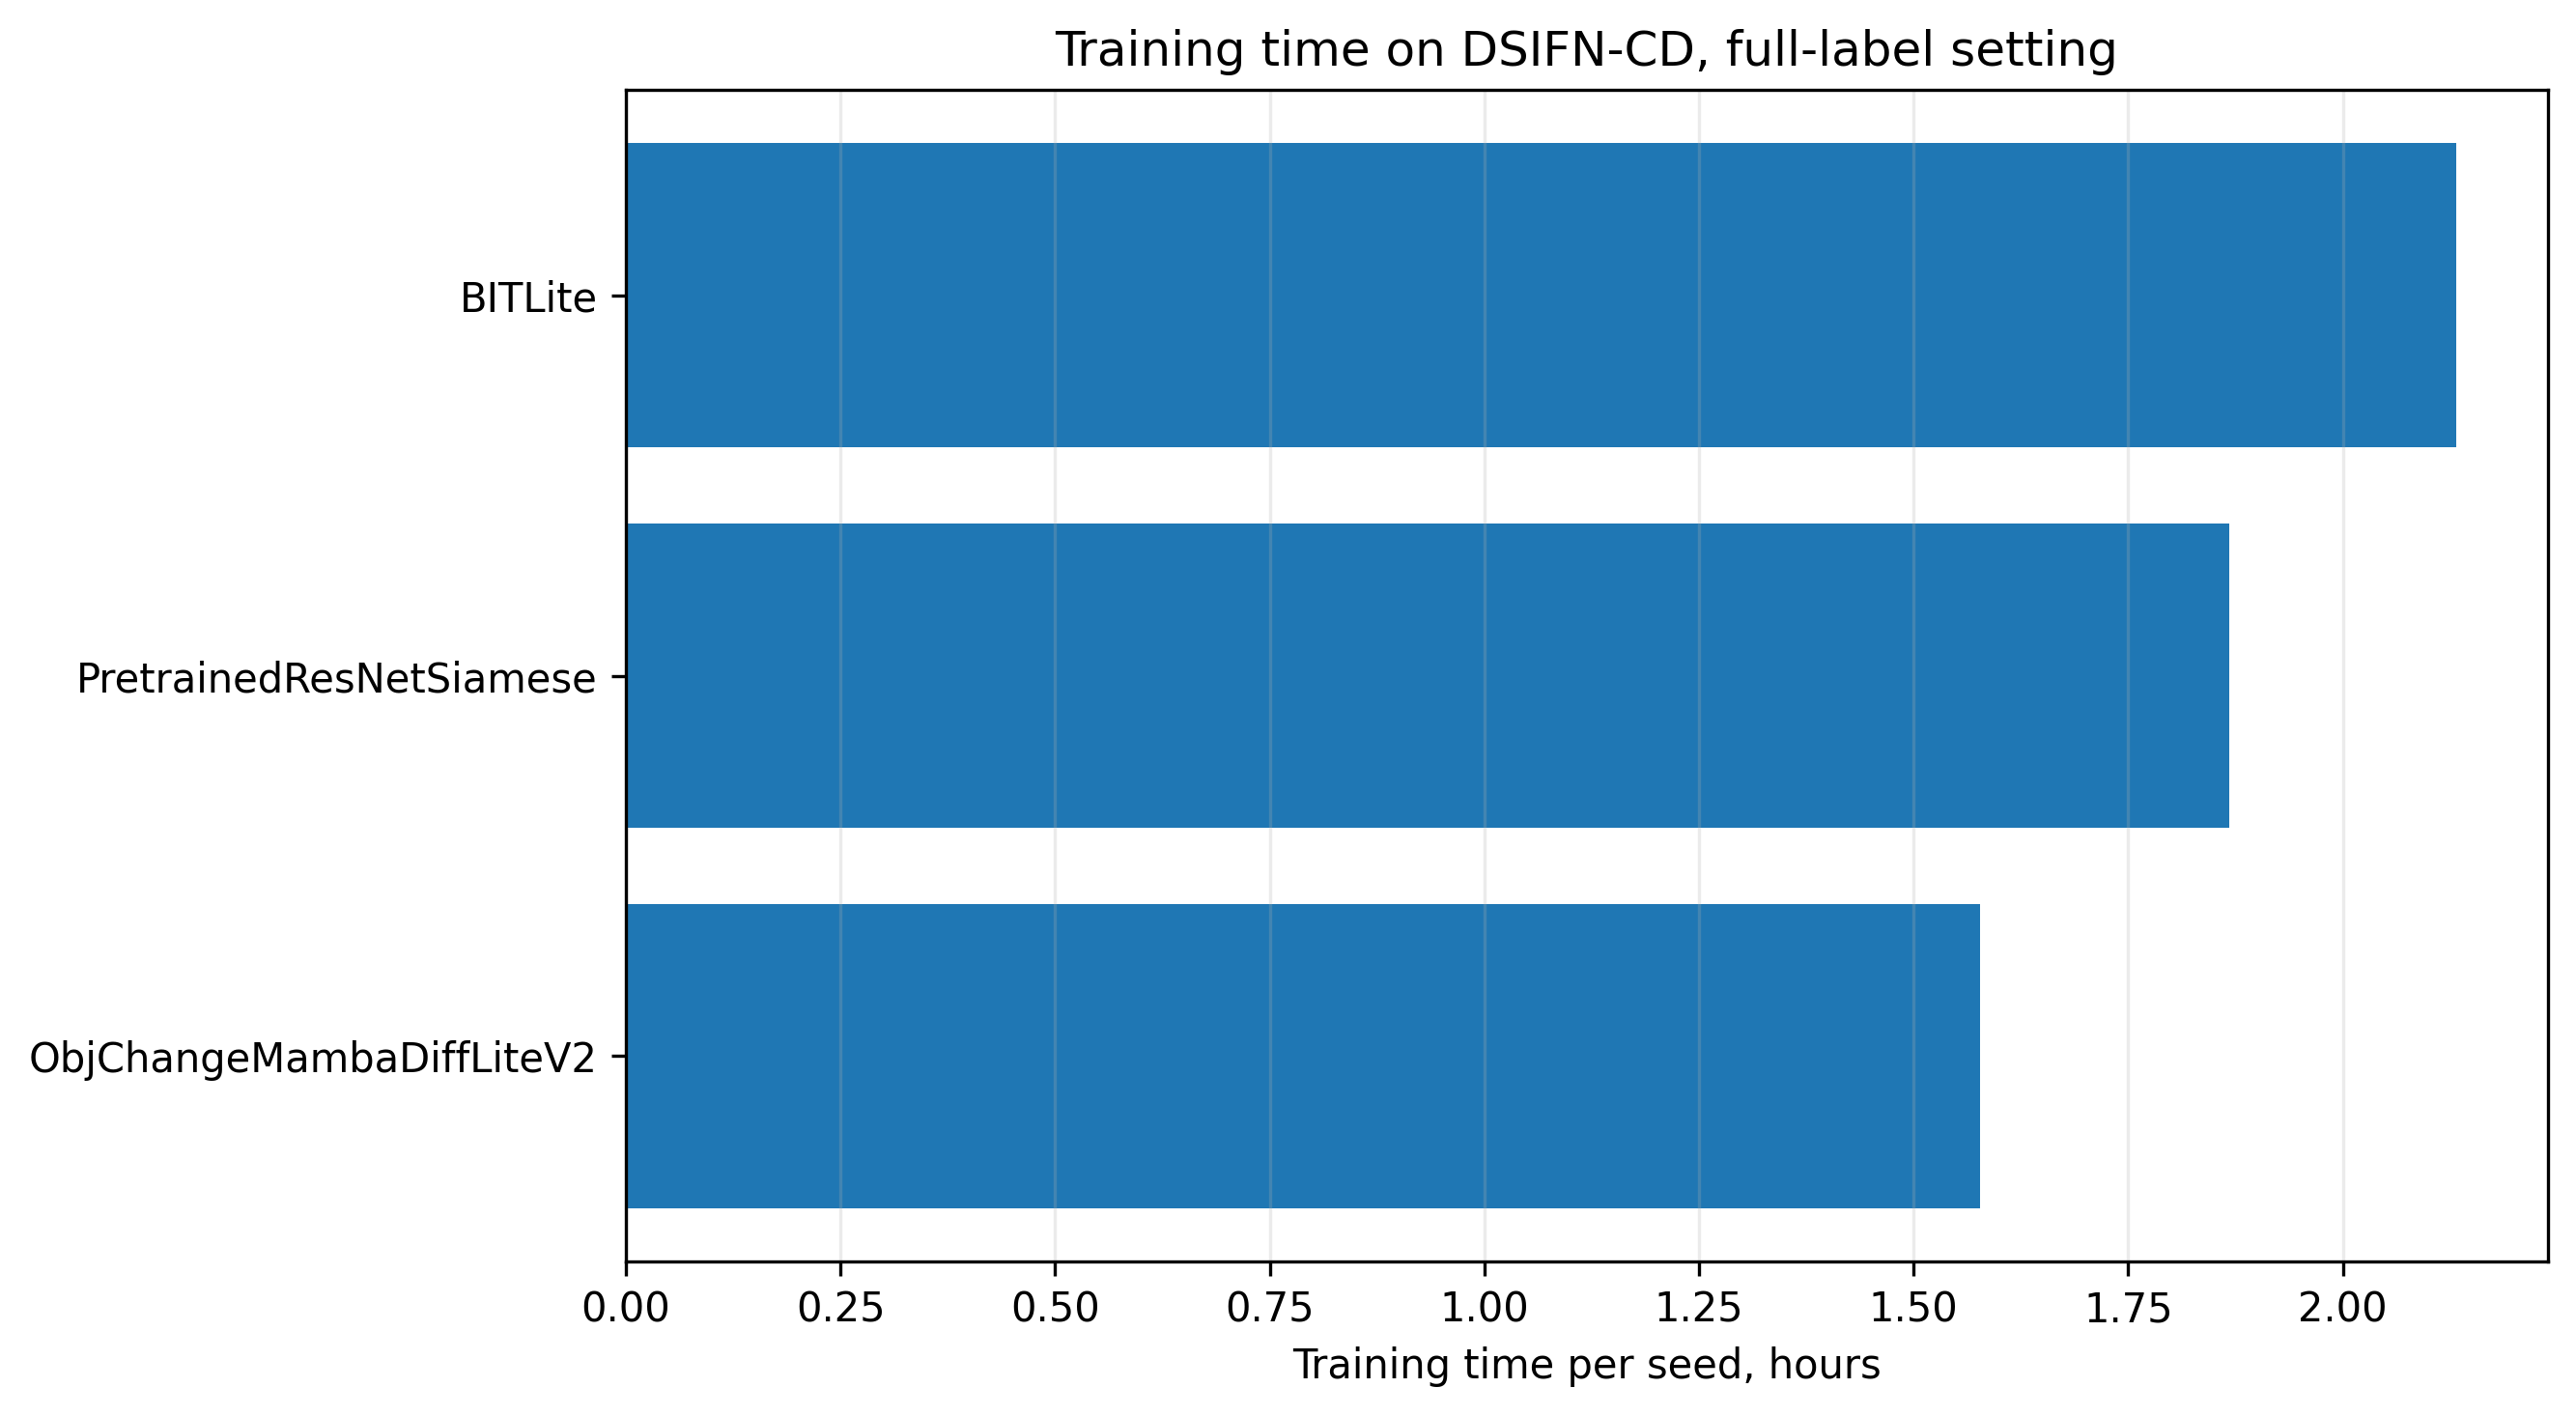 Training time on DSIFN-CD, full-label setting
BITLite
PretrainedResNetSiamese
ObjChangeMambaDiffLiteV2
0.00 0.25 0.50 0.75 1.00 1.25 1.50 1.75 2.00
Training time per seed, hours